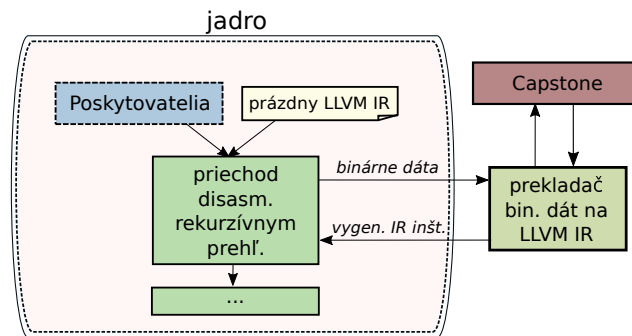 jadro
Poskytovatelia
prázdny LLVM IR
Capstone
priechod
disasm.
rekurzívnym
prehľ.
binárne dáta
vygen. IR inšt.
prekladač
bin. dát na
LLVM IR
...